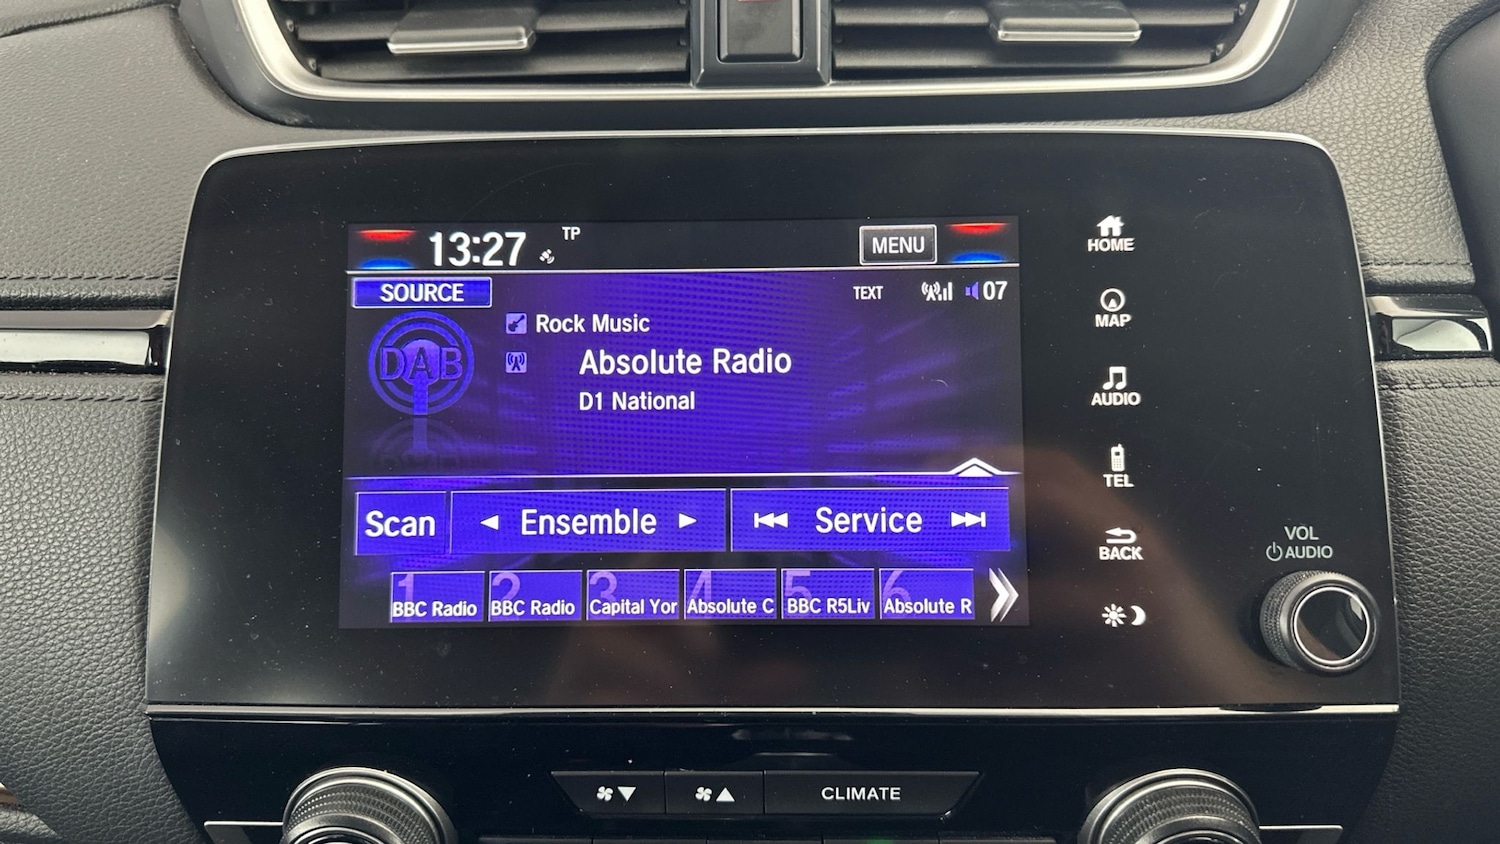 13:27 TP MENU
SOURCE TEXT 07
Rock Music
DAB
Absolute Radio
D1 National
Scan Ensemble Service
1 2 3 4 5 6
BBC Radio BBC Radio Capital Yor Absolute C BBC R5Liv Absolute R
HOME
MAP
AUDIO
TEL
BACK
VOL
AUDIO
CLIMATE